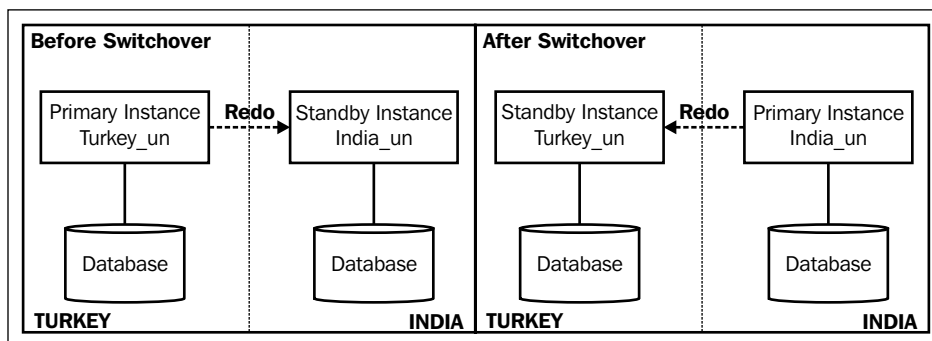 Before Switchover
Primary Instance
Turkey_un
Redo
Standby Instance
India_un
Database
Database
TURKEY
INDIA
After Switchover
Standby Instance
Turkey_un
Redo
Primary Instance
India_un
Database
Database
TURKEY
INDIA